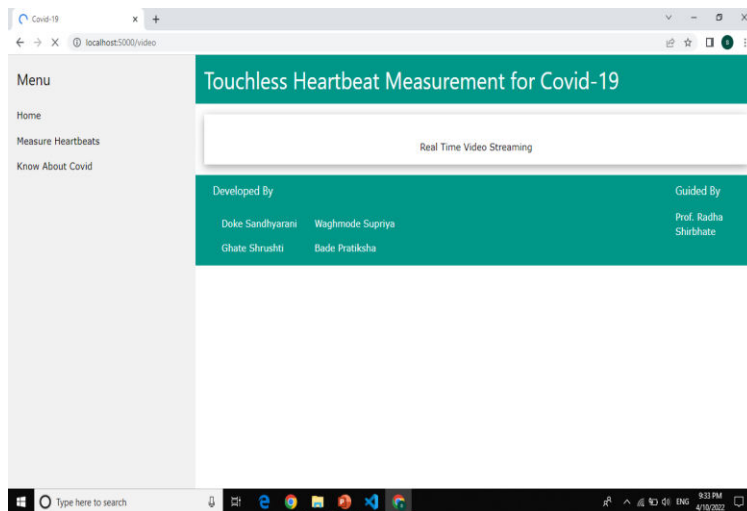 Covid-19
localhost:5000/video
Menu
Home
Measure Heartbeats
Know About Covid
Touchless Heartbeat Measurement for Covid-19
Real Time Video Streaming
Developed By
Doke Sandhyarani Waghmode Supriya
Ghate Shrushti Bade Pratiksha
Guided By
Prof. Radha
Shirbhate
Type here to search
ENG
9:33 PM
4/10/2022